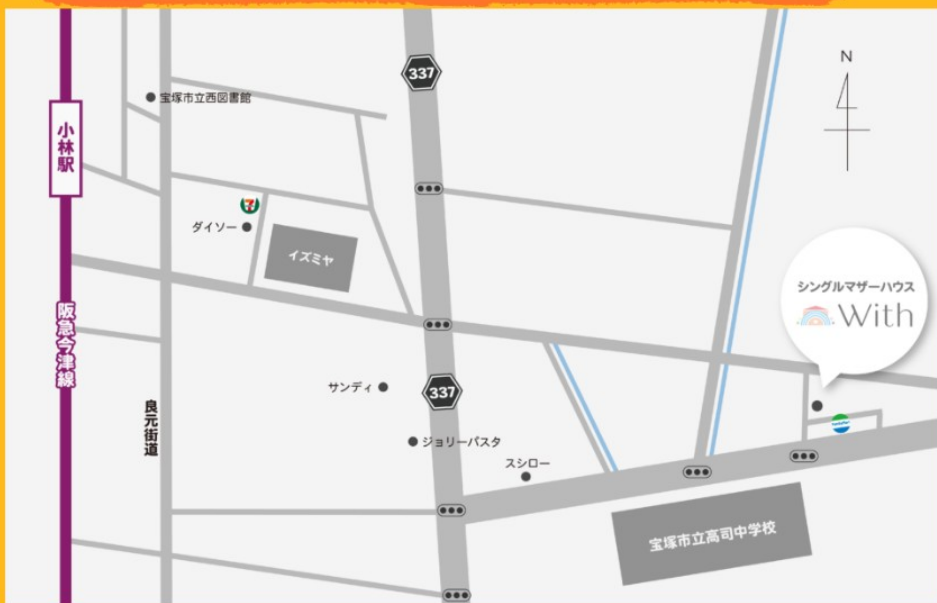 337
N
宝塚市立西図書館
小林駅
7
ダイソー
イズミヤ
シングルマザーハウス
With
阪急今津線
サンディ
337
良元街道
ジョリーパスタ
スシロー
宝塚市立高司中学校